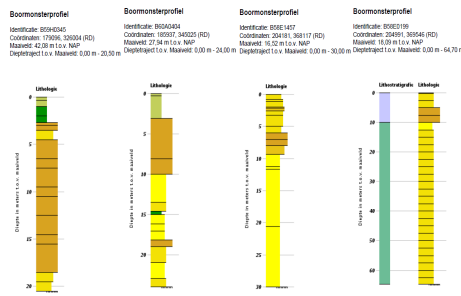 Boormonsterprofiel
Identificatie: B59H0345
Coördinaten: 179096, 326004 (RD)
Maaiveld: 42,08 m t.o.v. NAP
Dieptetraject t.o.v. Maaiveld: 0,00 m - 20,50 m
Lithologie
0
5
10
15
20
Diepte in meters t.o.v. maaiveld
Boormonsterprofiel
Identificatie: B60A0404
Coördinaten: 185937, 345025 (RD)
Maaiveld: 27,94 m t.o.v. NAP
Dieptetraject t.o.v. Maaiveld: 0,00 m - 24,00 m
Lithologie
0
5
10
15
20
Diepte in meters t.o.v. maaiveld
Boormonsterprofiel
Identificatie: B58E1457
Coördinaten: 204181, 368117 (RD)
Maaiveld: 16,52 m t.o.v. NAP
Dieptetraject t.o.v. Maaiveld: 0,00 m - 30,00 m
Lithologie
0
5
10
15
20
25
30
Diepte in meters t.o.v. maaiveld
Boormonsterprofiel
Identificatie: B58E0199
Coördinaten: 204991, 369546 (RD)
Maaiveld: 18,09 m t.o.v. NAP
Dieptetraject t.o.v. Maaiveld: 0,00 m - 64,70 m
Lithostratigrafie Lithologie
0
10
20
30
40
50
60
Diepte in meters t.o.v. maaiveld